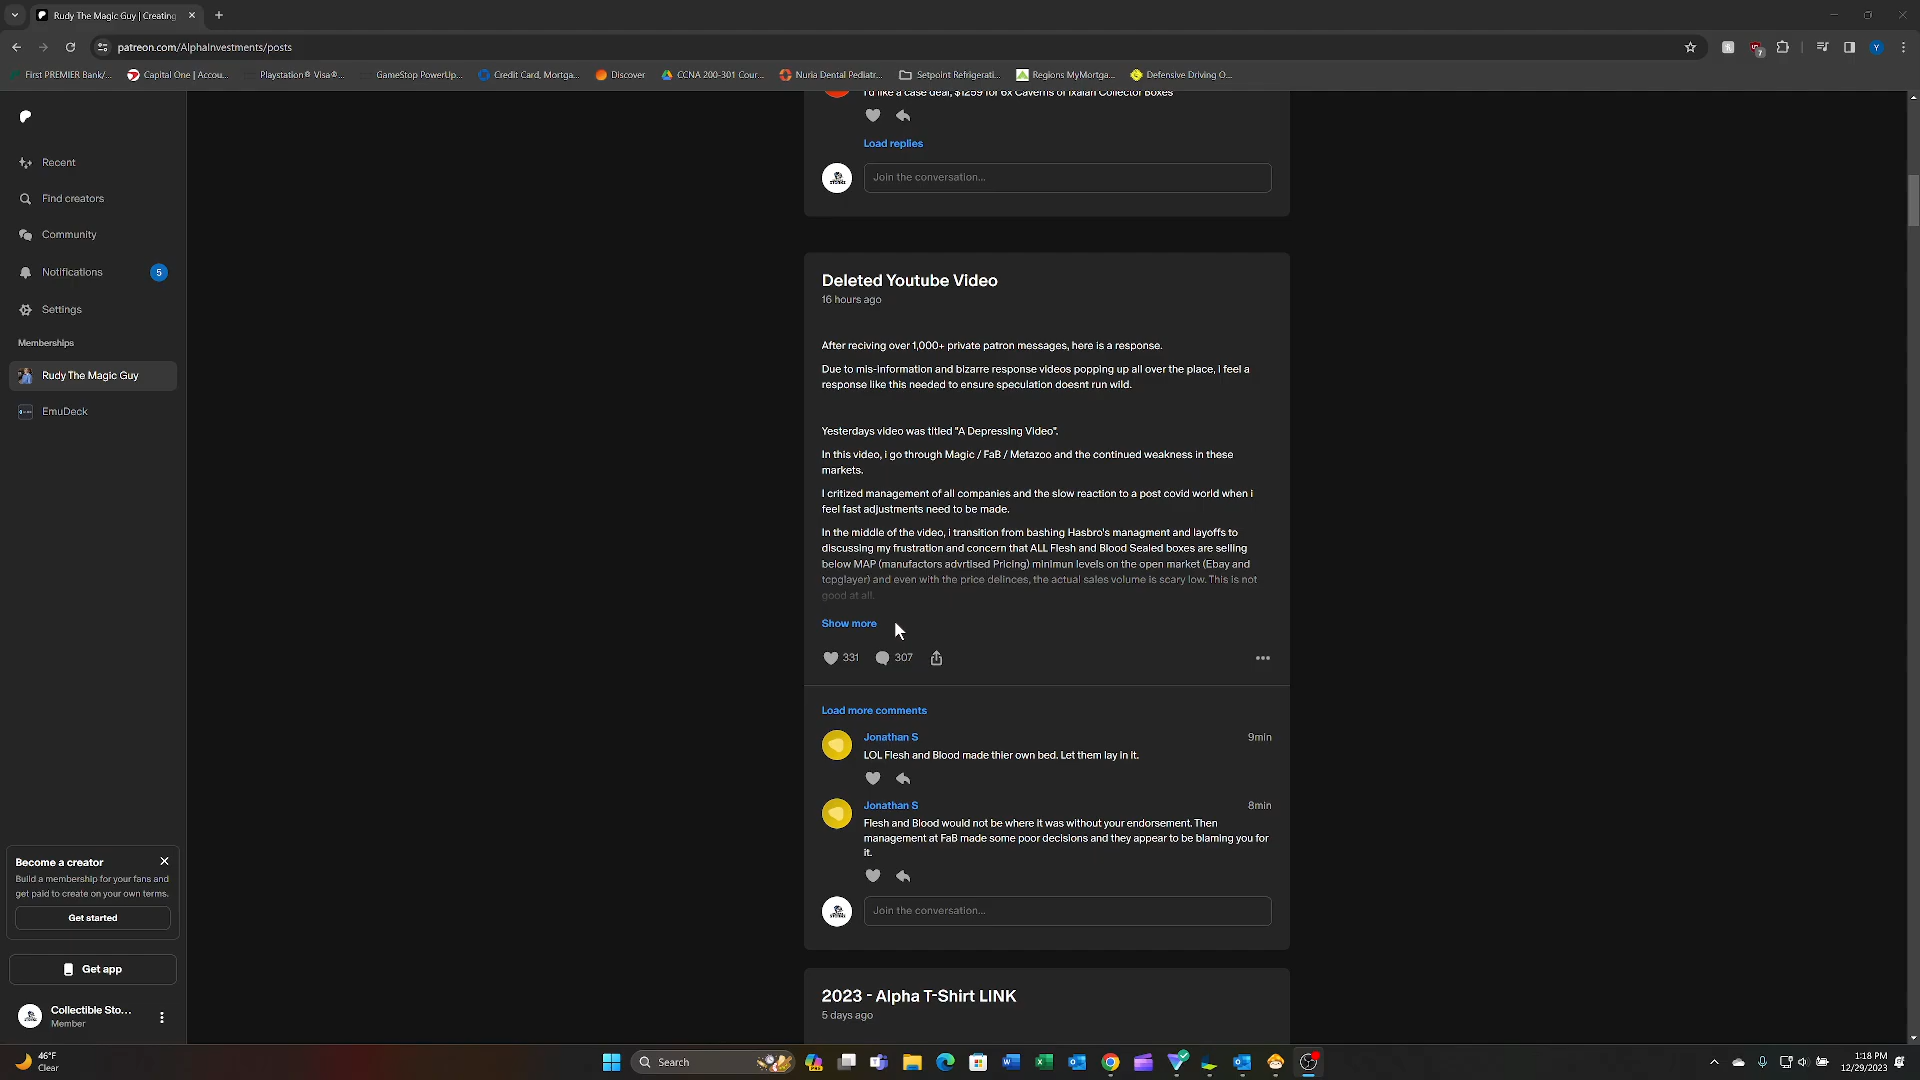 Rudy The Magic Guy | Creating
patreon.com/AlphaInvestments/posts
First PREMIER Bank/...
Capital One | Accou...
Playstation® Visa®...
GameStop PowerUp...
Credit Card, Mortga...
Discover
CCNA 200-301 Cour...
Nuria Dental Pediatr...
Setpoint Refrigerati...
Regions MyMortga...
Defensive Driving O...
Recent
Find creators
Community
Notifications
5
Settings
Memberships
Rudy The Magic Guy
EmuDeck
Become a creator
Build a membership for your fans and
get paid to create on your own terms.
Get started
Get app
Collectible Sto...
Member
I'd like a case deal, $1259 for 6x Caverns of Ixalan Collector Boxes
Load replies
Join the conversation...
Deleted Youtube Video
16 hours ago
After reciving over 1,000+ private patron messages, here is a response.
Due to mis-information and bizarre response videos popping up all over the place, i feel a
response like this needed to ensure speculation doesnt run wild.
Yesterdays video was titled "A Depressing Video".
In this video, i go through Magic / FaB / Metazoo and the continued weakness in these
markets.
I critized management of all companies and the slow reaction to a post covid world when i
feel fast adjustments need to be made.
In the middle of the video, i transition from bashing Hasbro's managment and layoffs to
discussing my frustration and concern that ALL Flesh and Blood Sealed boxes are selling
below MAP (manufactors advrtised Pricing) minimun levels on the open market (Ebay and
tcpglayer) and even with the price delinces, the actual sales volume is scary low. This is not
good at all.
Show more
331
307
Load more comments
Jonathan S
9min
LOL Flesh and Blood made thier own bed. Let them lay in it.
Jonathan S
8min
Flesh and Blood would not be where it was without your endorsement. Then
management at FaB made some poor decisions and they appear to be blaming you for
it.
Join the conversation...
2023 - Alpha T-Shirt LINK
5 days ago
46°F
Clear
Search
1:18 PM
12/29/2023